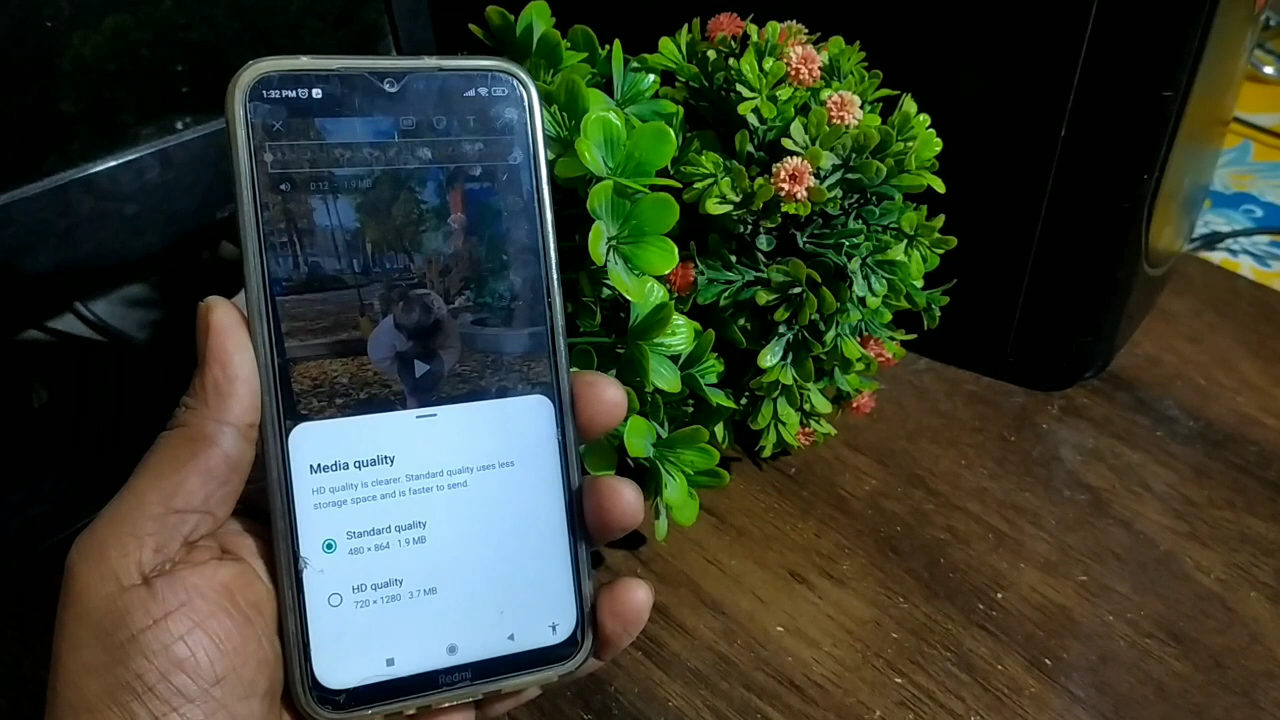 1:32 PM
HD
T
0:12 - 1.9 MB
Media quality
HD quality is clearer. Standard quality uses less
storage space and is faster to send.
Standard quality
480 × 864 · 1.9 MB
HD quality
720 × 1280 · 3.7 MB
Redmi